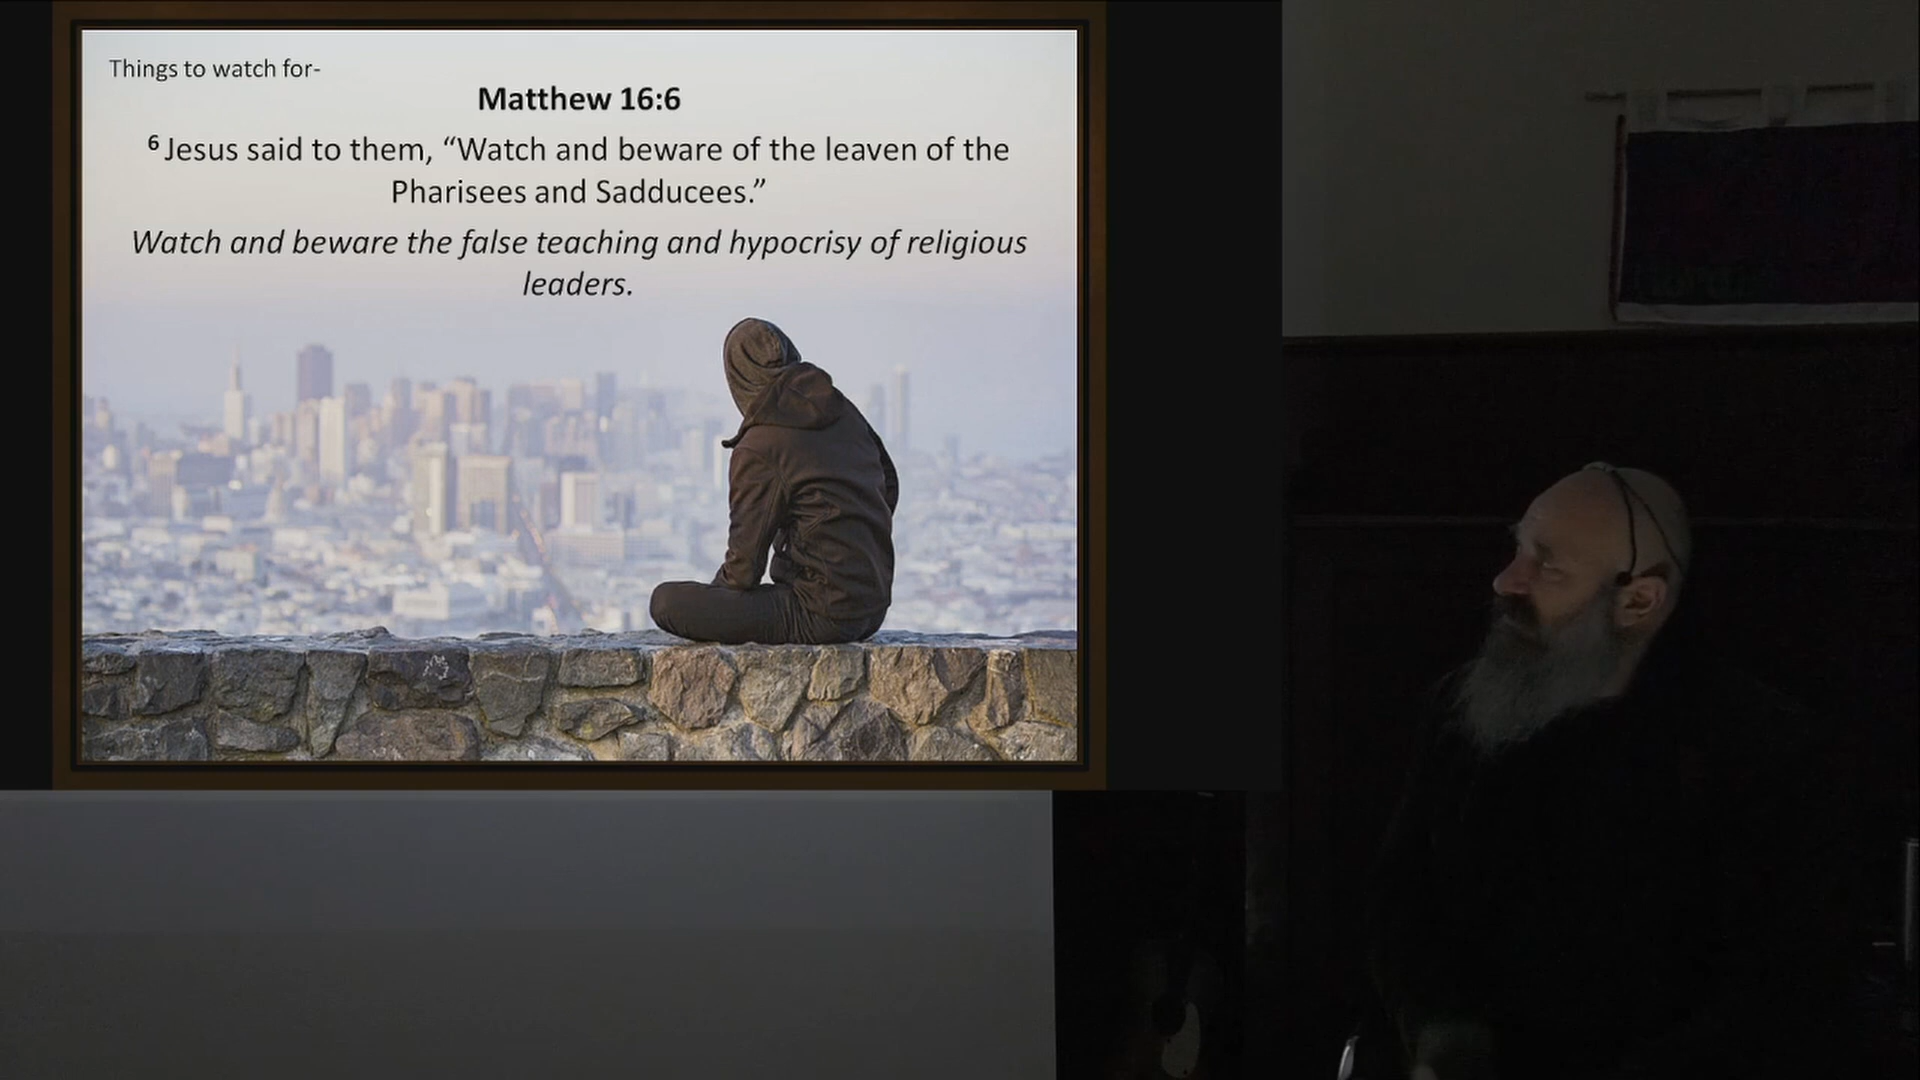 Things to watch for-
Matthew 16:6
6 Jesus said to them, “Watch and beware of the leaven of the
Pharisees and Sadducees.”
Watch and beware the false teaching and hypocrisy of religious
leaders.